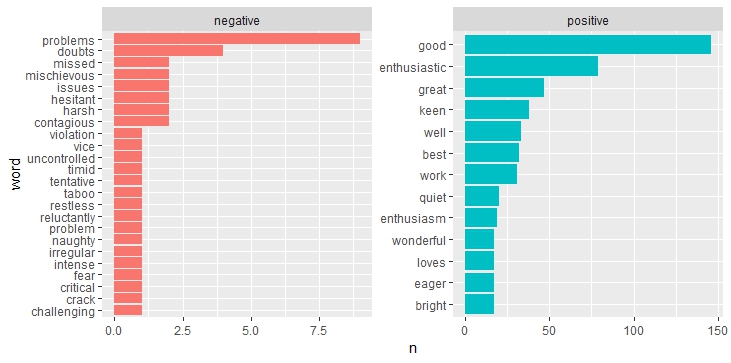 negative
positive
word
problems
doubts
missed
mischievous
issues
hesitant
harsh
contagious
violation
vice
uncontrolled
timid
tentative
taboo
restless
reluctantly
problem
naughty
irregular
intense
fear
critical
crack
challenging
0.0 2.5 5.0 7.5
good
enthusiastic
great
keen
well
best
work
quiet
enthusiasm
wonderful
loves
eager
bright
0 50 100 150
n